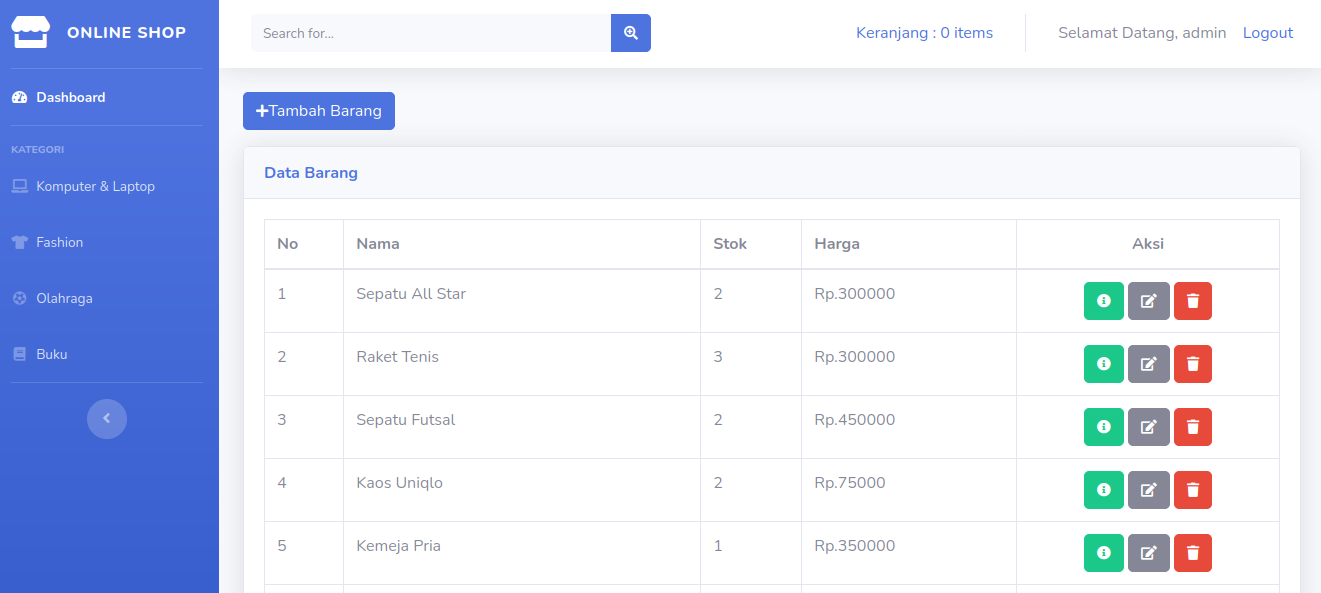 ONLINE SHOP
Search for...
Keranjang : 0 items
Selamat Datang, admin
Logout
Dashboard
KATEGORI
Komputer & Laptop
Fashion
Olahraga
Buku
Tambah Barang
Data Barang
No Nama Stok Harga Aksi
1 Sepatu All Star 2 Rp.300000
2 Raket Tenis 3 Rp.300000
3 Sepatu Futsal 2 Rp.450000
4 Kaos Uniqlo 2 Rp.75000
5 Kemeja Pria 1 Rp.350000